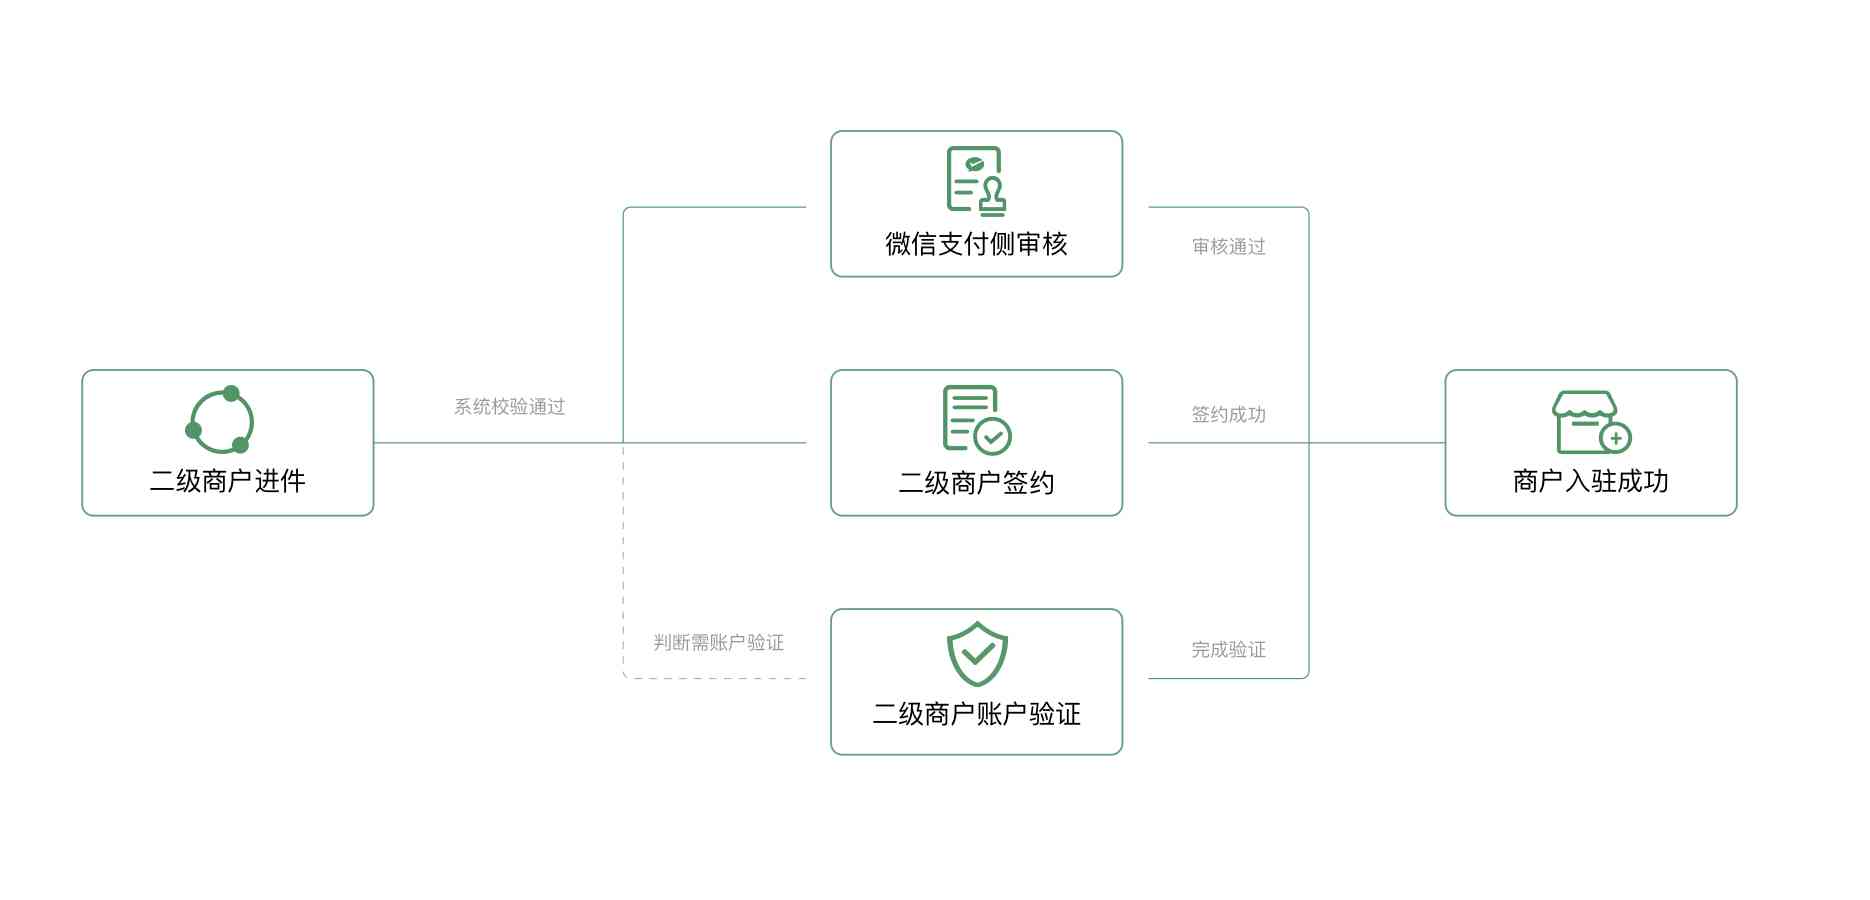 微信支付侧审核
审核通过
二级商户进件
系统校验通过
二级商户签约
签约成功
商户入驻成功
判断需账户验证
二级商户账户验证
完成验证